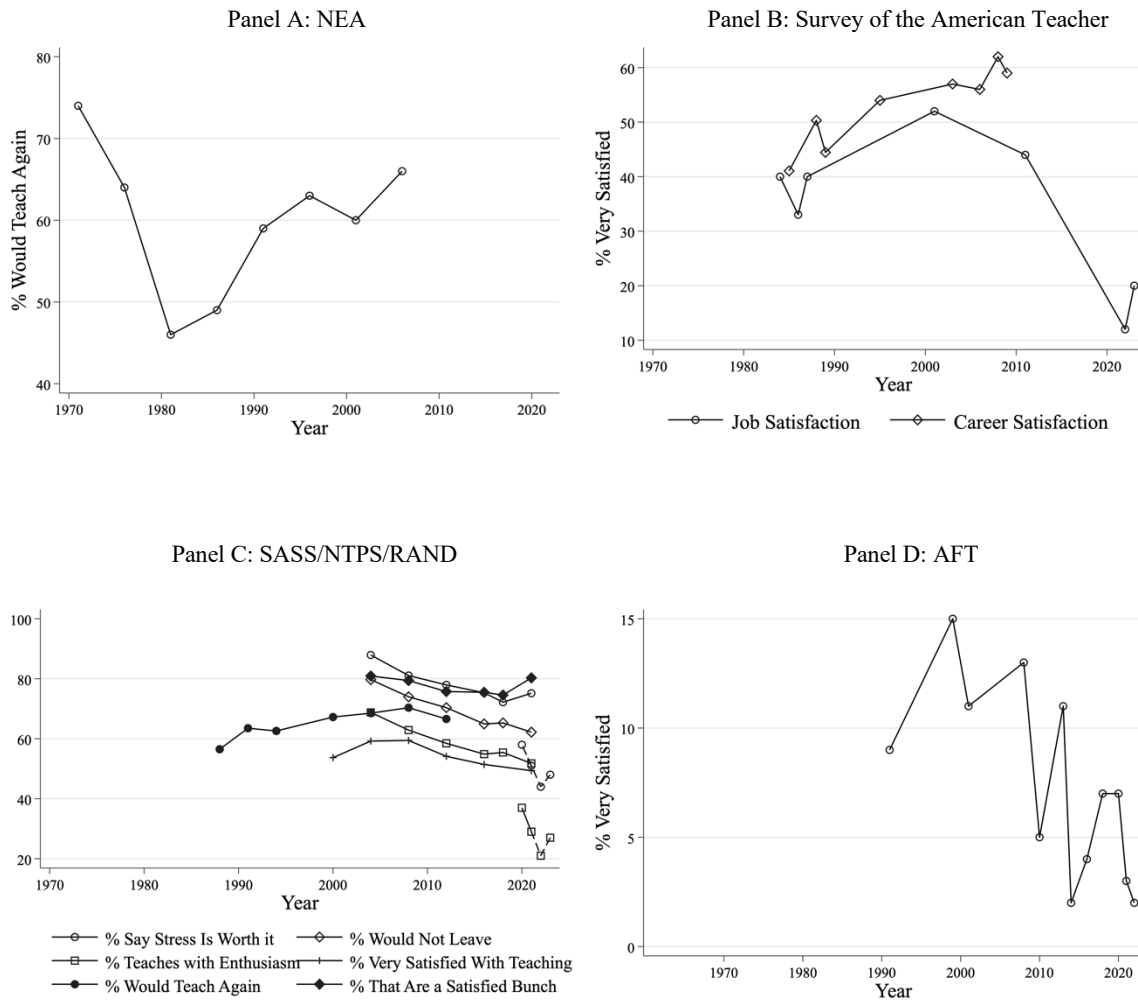 Panel A: NEA
80
70
60
50
40
% Would Teach Again
1970 1980 1990 2000 2010 2020
Year
Panel B: Survey of the American Teacher
60
50
40
30
20
10
% Very Satisfied
1970 1980 1990 2000 2010 2020
Year
Job Satisfaction Career Satisfaction
Panel C: SASS/NTPS/RAND
100
80
60
40
20
1970 1980 1990 2000 2010 2020
Year
% Say Stress Is Worth it % Would Not Leave
% Teaches with Enthusiasm % Very Satisfied With Teaching
% Would Teach Again % That Are a Satisfied Bunch
Panel D: AFT
15
10
5
0
% Very Satisfied
1970 1980 1990 2000 2010 2020
Year